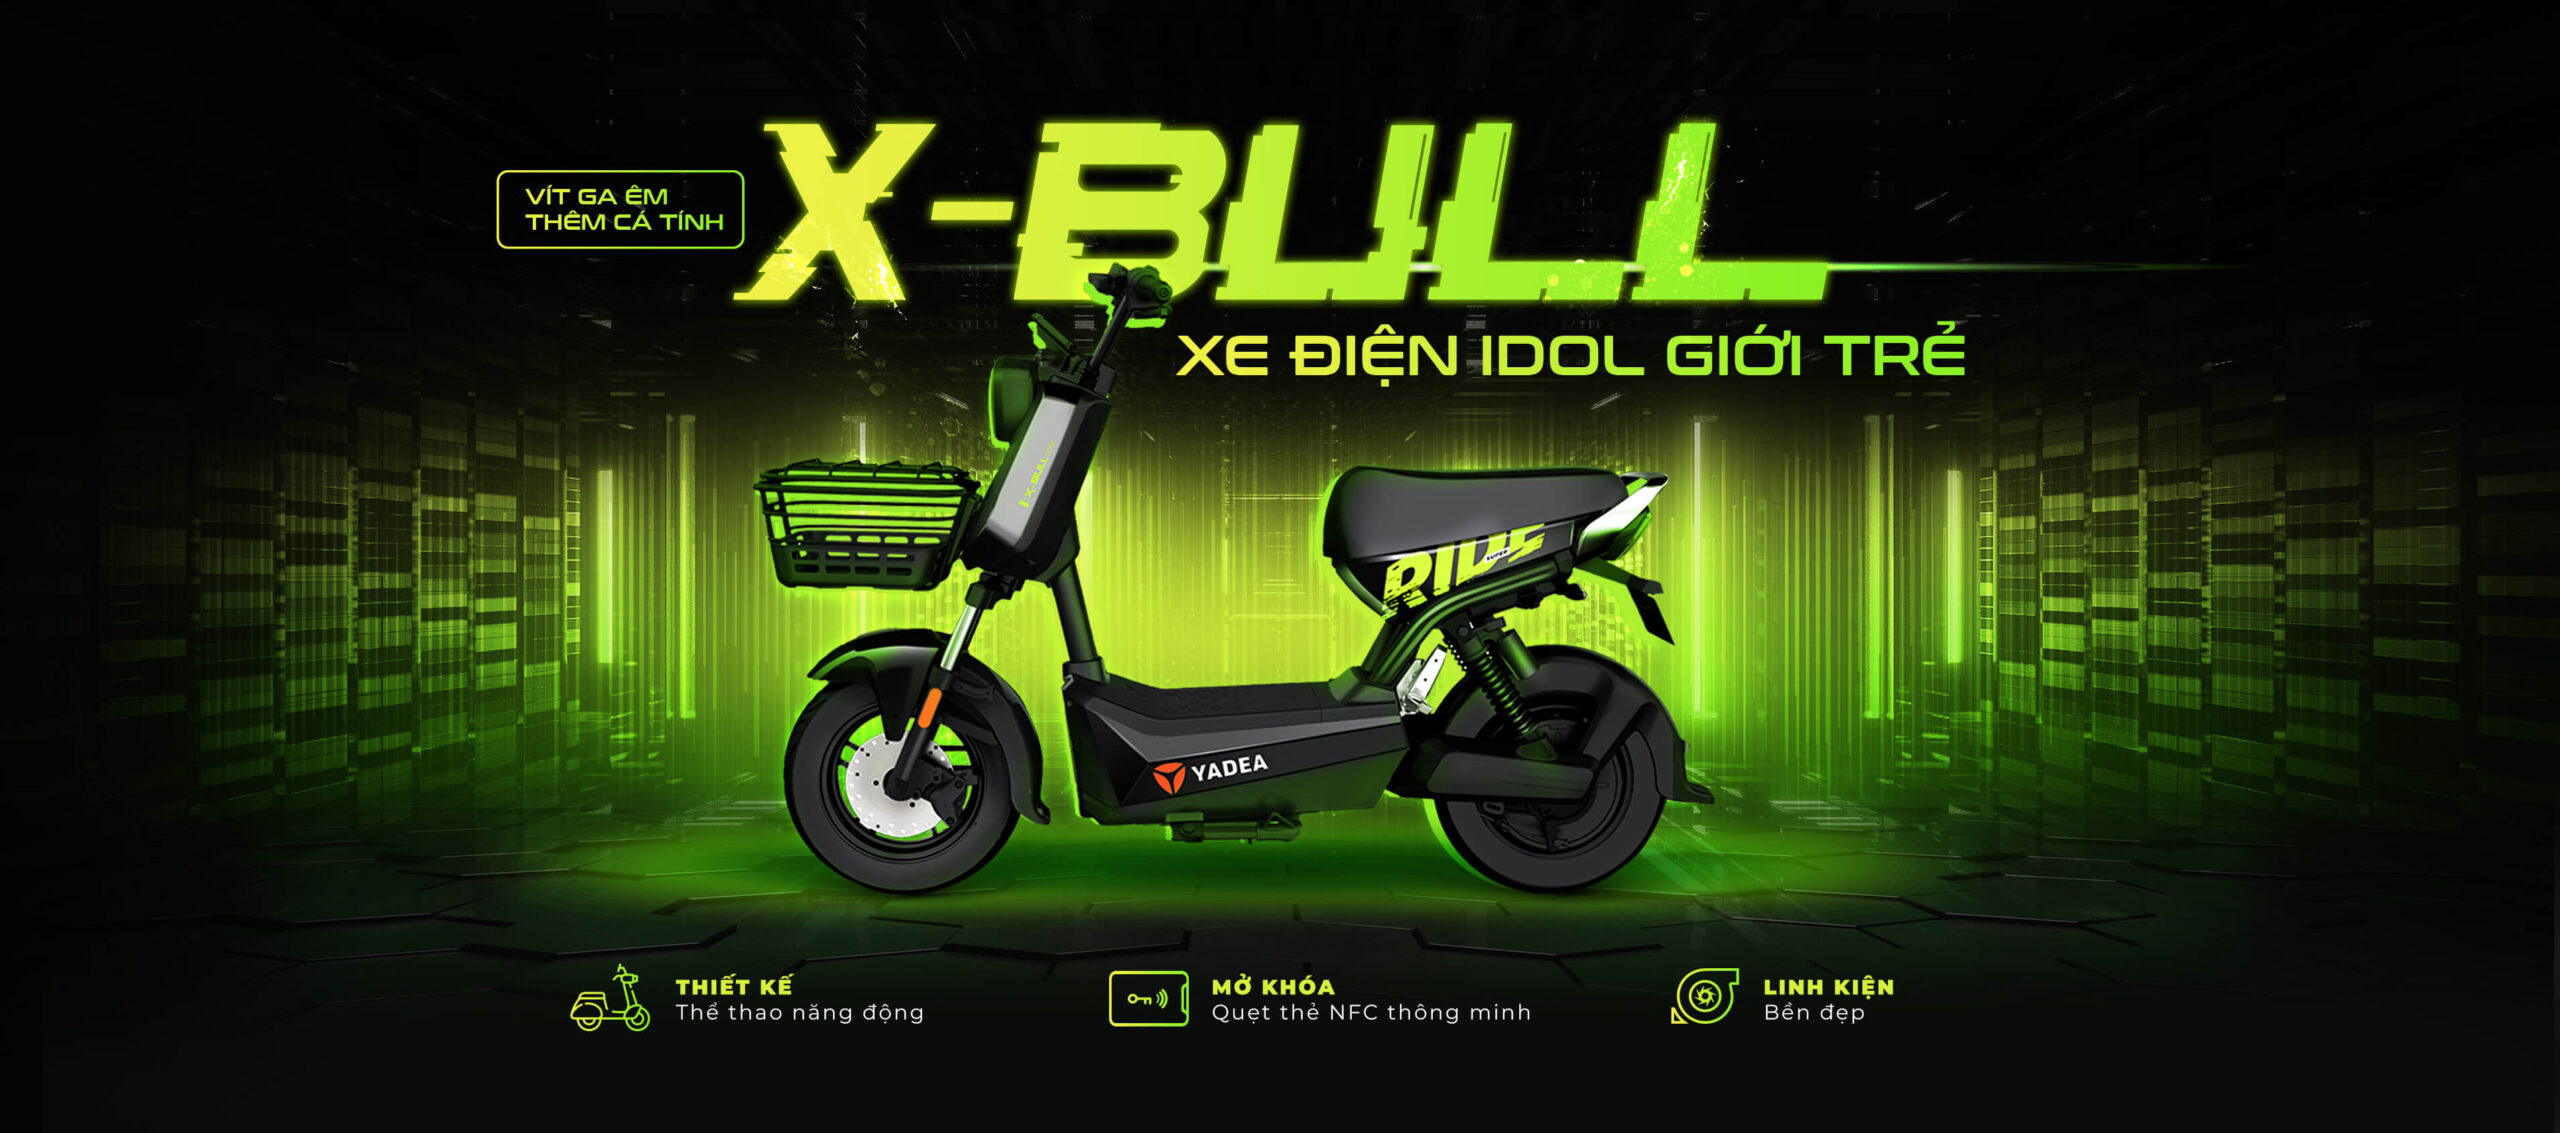 VÍT GA ÊM
THÊM CÁ TÍNH
X-BULL
XE ĐIỆN IDOL GIỚI TRẺ
X-BULL
RIDE
SUPER
YADEA
THIẾT KẾ
Thể thao năng động
MỞ KHÓA
Quẹt thẻ NFC thông minh
LINH KIỆN
Bền đẹp